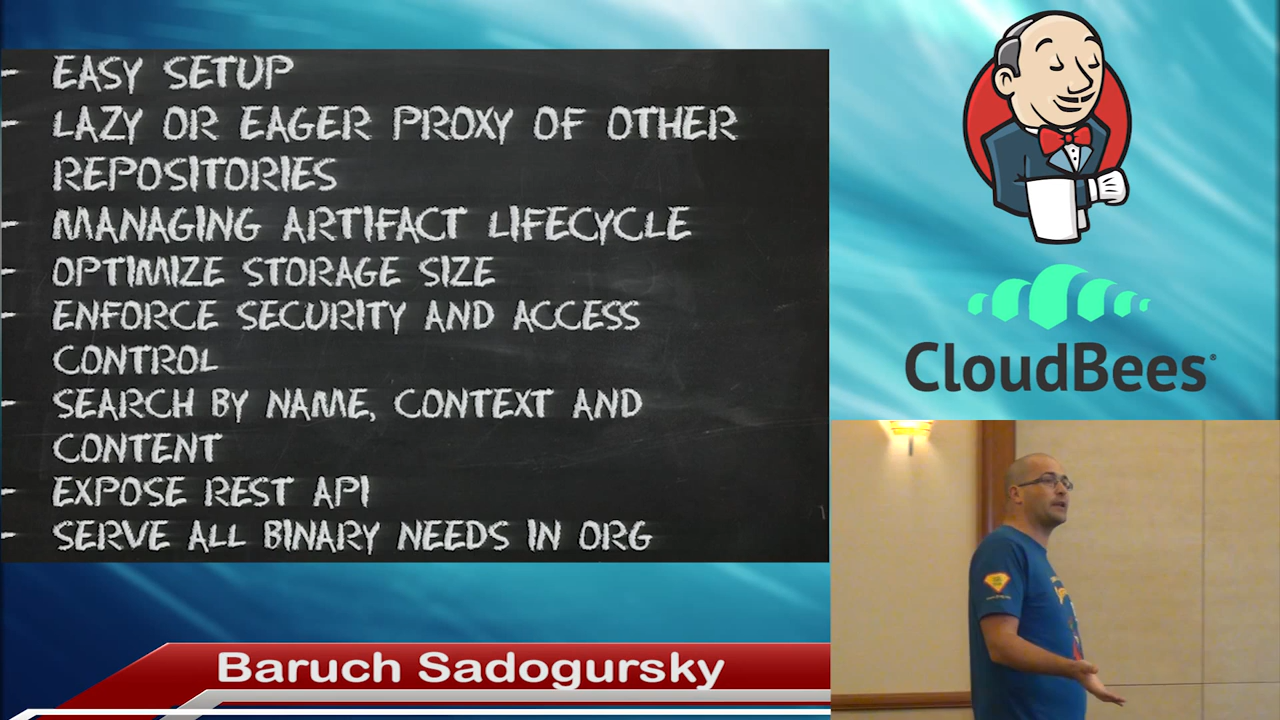 - EASY SETUP
- LAZY OR EAGER PROXY OF OTHER
REPOSITORIES
- MANAGING ARTIFACT LIFECYCLE
- OPTIMIZE STORAGE SIZE
- ENFORCE SECURITY AND ACCESS
CONTROL
- SEARCH BY NAME, CONTEXT AND
CONTENT
- EXPOSE REST API
- SERVE ALL BINARY NEEDS IN ORG
CloudBees®
Baruch Sadogursky